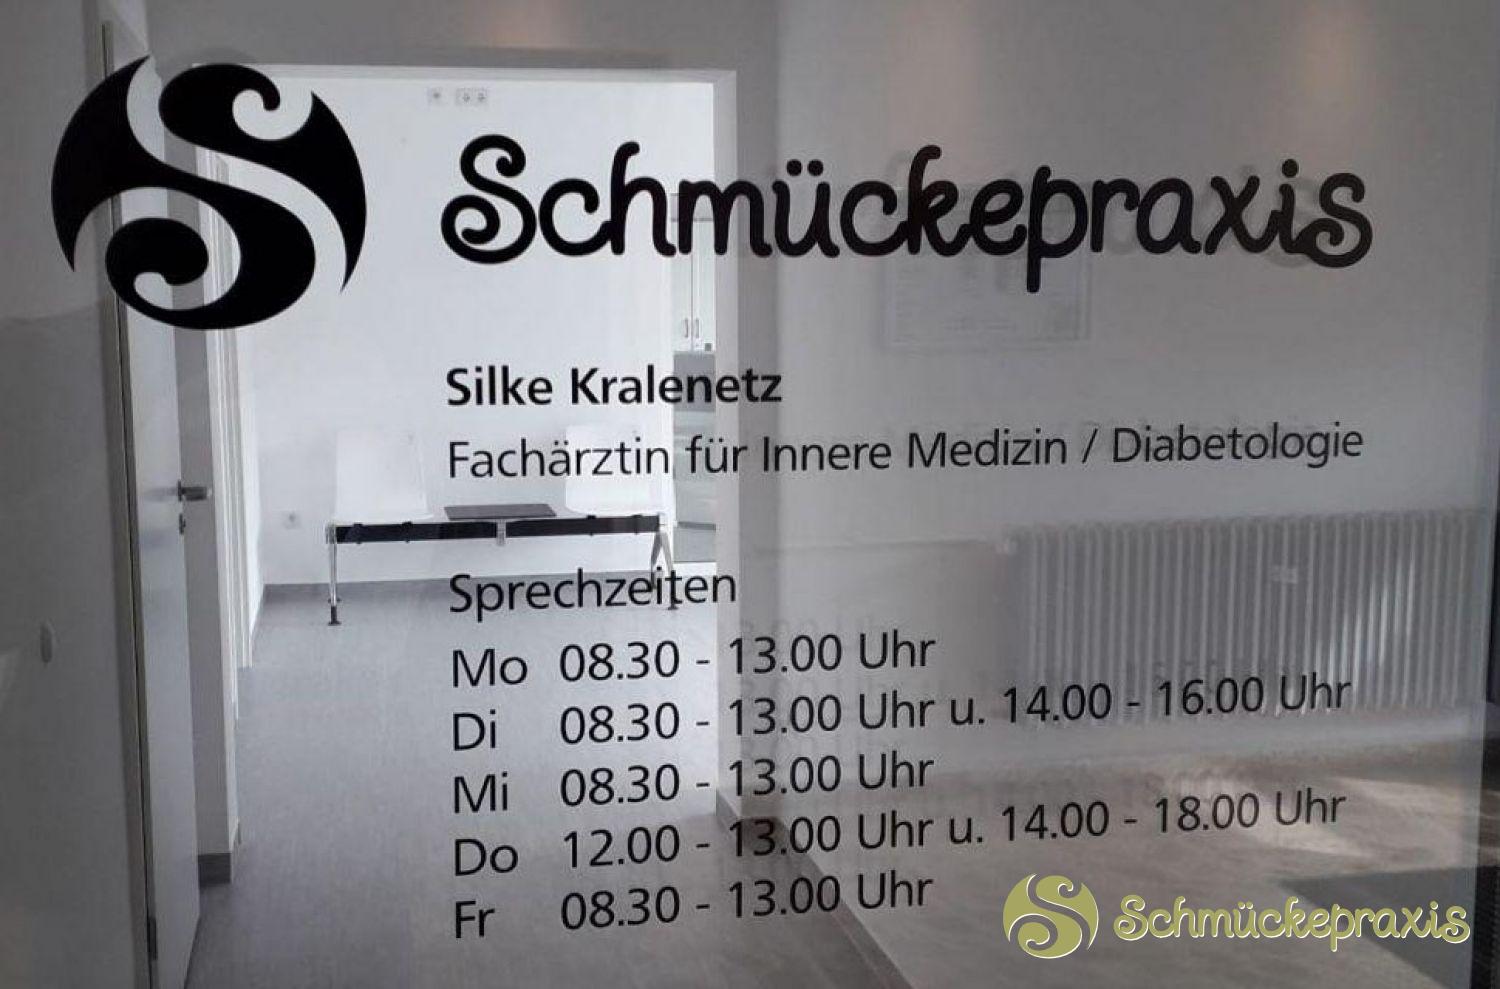 Schmückepraxis
Silke Kralenetz
Fachärztin für Innere Medizin / Diabetologie
Sprechzeiten
Mo 08.30 - 13.00 Uhr
Di 08.30 - 13.00 Uhr u. 14.00 - 16.00 Uhr
Mi 08.30 - 13.00 Uhr
Do 12.00 - 13.00 Uhr u. 14.00 - 18.00 Uhr
Fr 08.30 - 13.00 Uhr
Schmückepraxis